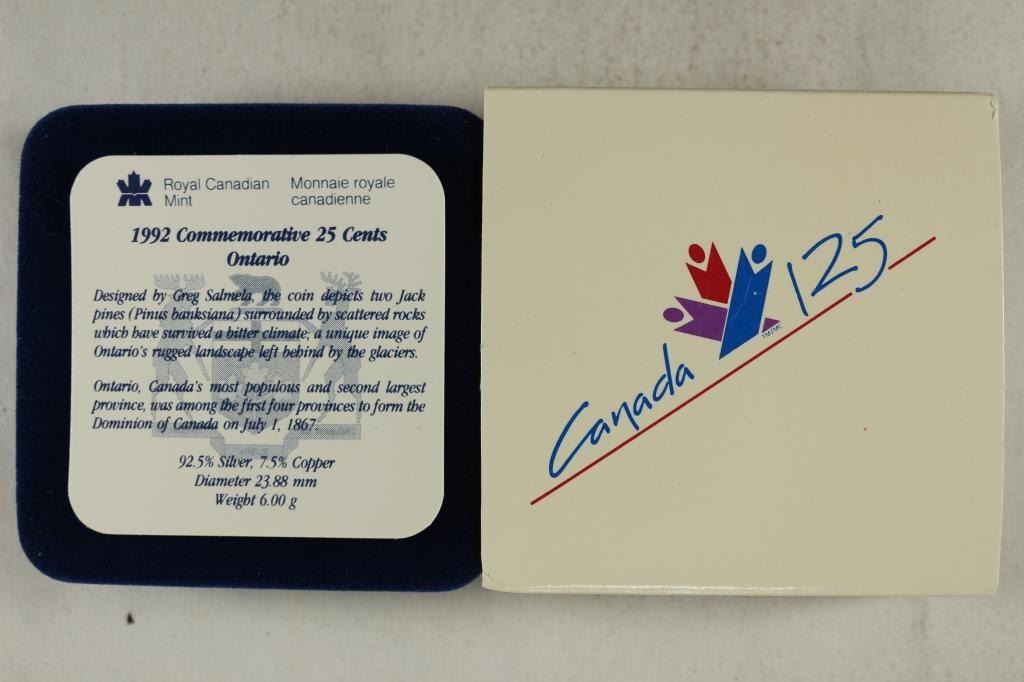 Royal Canadian Mint
Monnaie royale canadienne
1992 Commemorative 25 Cents
Ontario
Designed by Greg Salmela, the coin depicts two Jack
pines (Pinus banksiana) surrounded by scattered rocks
which have survived a bitter climate; a unique image of
Ontario's rugged landscape left behind by the glaciers.
Ontario, Canada's most populous and second largest
province, was among the first four provinces to form the
Dominion of Canada on July 1, 1867.
92.5% Silver, 7.5% Copper
Diameter 23.88 mm
Weight 6.00 g
Canada 125
TM/MC